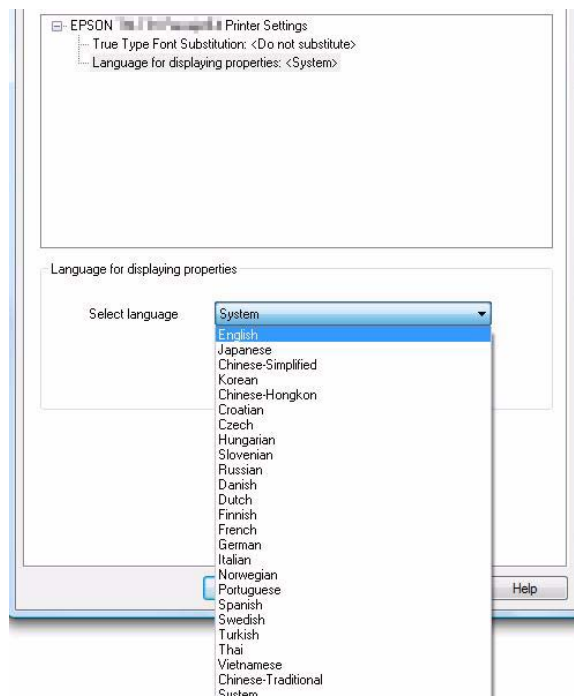 EPSON Printer Settings
True Type Font Substitution: <Do not substitute>
Language for displaying properties: <System>
Language for displaying properties
Select language System
English
Japanese
Chinese-Simplified
Korean
Chinese-Hongkon
Croatian
Czech
Hungarian
Slovenian
Russian
Danish
Dutch
Finnish
French
German
Italian
Norwegian
Portuguese
Help
Spanish
Swedish
Turkish
Thai
Vietnamese
Chinese-Traditional
System